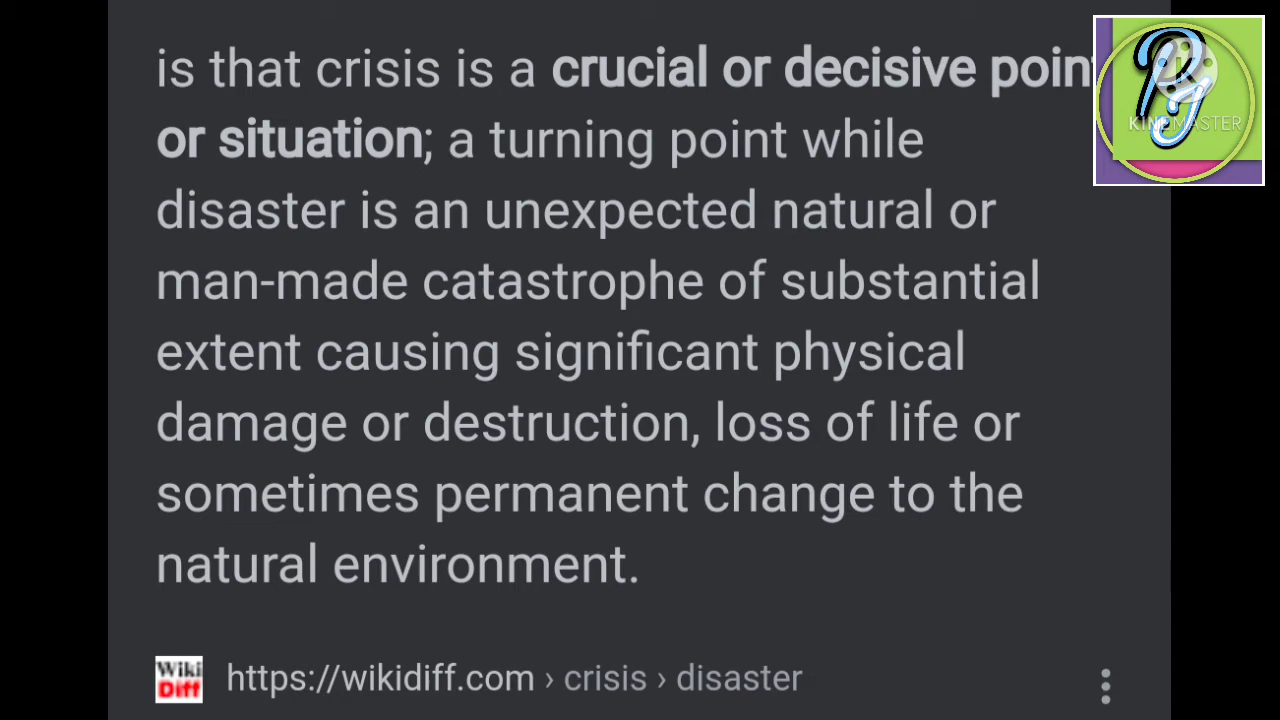 is that crisis is a crucial or decisive point
or situation; a turning point while
disaster is an unexpected natural or
man-made catastrophe of substantial
extent causing significant physical
damage or destruction, loss of life or
sometimes permanent change to the
natural environment.
Wiki
Diff
https://wikidiff.com › crisis › disaster
KINEMASTER